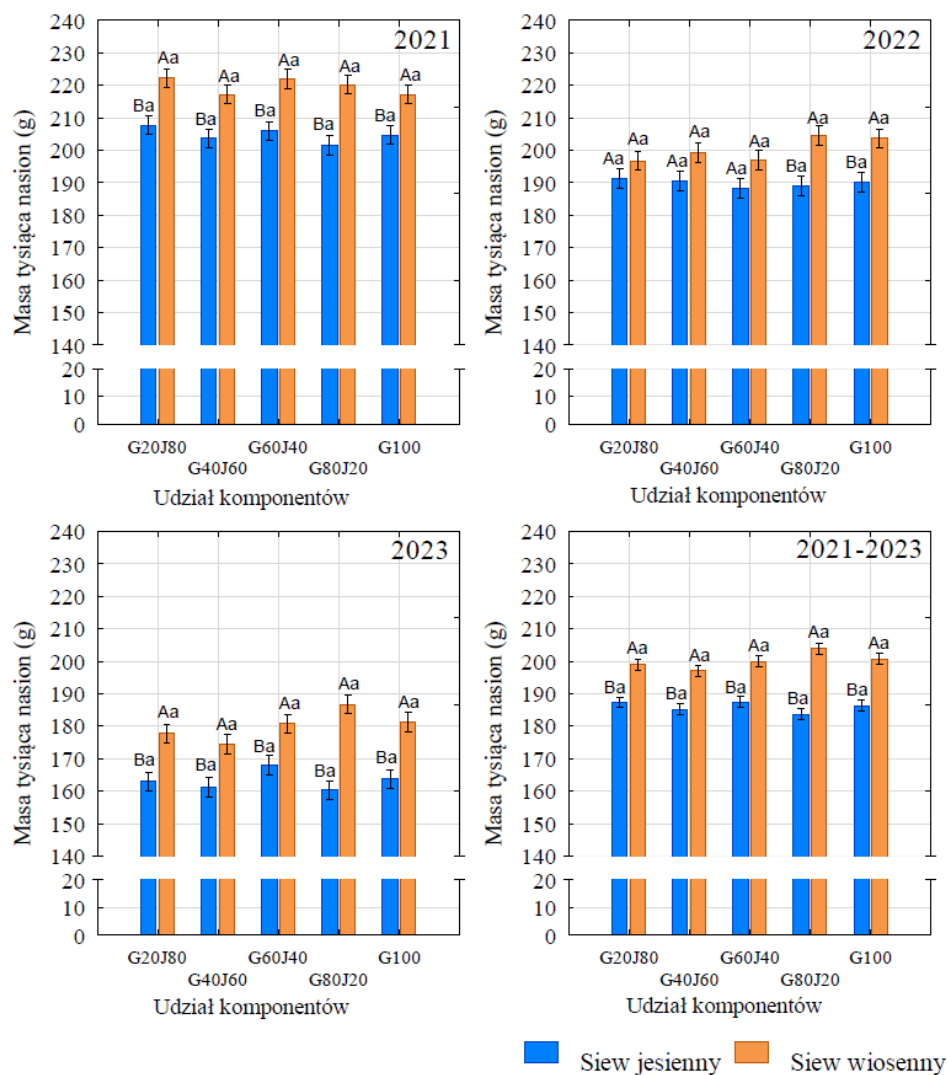 2021
Masa tysiąca nasion (g)
240
230
220
210
200
190
180
170
160
150
140
20
10
0
Ba Aa Ba Aa Ba Aa Ba Aa Ba Aa
G20J80 G60J40 G100
G40J60 G80J20
Udział komponentów
2022
Masa tysiąca nasion (g)
240
230
220
210
200
190
180
170
160
150
140
20
10
0
Aa Aa Aa Aa Aa Aa Ba Aa Ba Aa
G20J80 G60J40 G100
G40J60 G80J20
Udział komponentów
2023
Masa tysiąca nasion (g)
240
230
220
210
200
190
180
170
160
150
140
20
10
0
Ba Aa Ba Aa Ba Aa Ba Aa Ba Aa
G20J80 G60J40 G100
G40J60 G80J20
Udział komponentów
2021-2023
Masa tysiąca nasion (g)
240
230
220
210
200
190
180
170
160
150
140
20
10
0
Ba Aa Ba Aa Ba Aa Ba Aa Ba Aa
G20J80 G60J40 G100
G40J60 G80J20
Udział komponentów
Siew jesienny Siew wiosenny